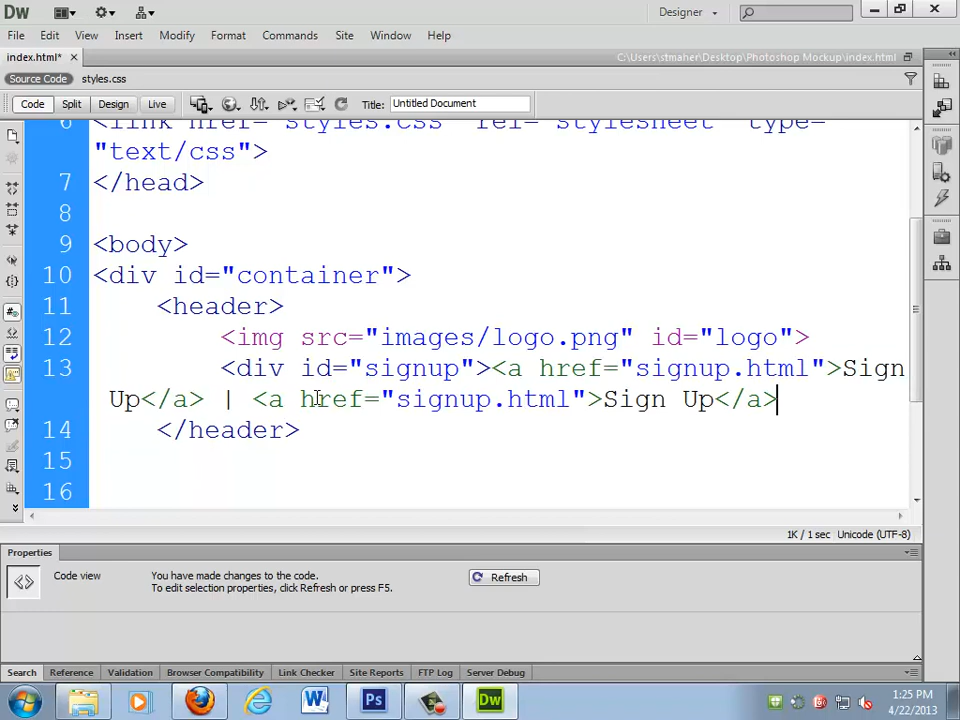 Dw Designer
File Edit View Insert Modify Format Commands Site Window Help
index.html* × C:\Users\stmaher\Desktop\Photoshop Mockup\index.html
Source Code styles.css
Code Split Design Live Title: Untitled Document
6 <link href="styles.css" rel="stylesheet" type=
"text/css">
7 </head>
8
9 <body>
10 <div id="container">
11 <header>
12 <img src="images/logo.png" id="logo">
13 <div id="signup"><a href="signup.html">Sign
Up</a> | <a href="signup.html">Sign Up</a>
14 </header>
15
16
1K / 1 sec Unicode (UTF-8)
Properties
Code view You have made changes to the code. Refresh
To edit selection properties, click Refresh or press F5.
Search Reference Validation Browser Compatibility Link Checker Site Reports FTP Log Server Debug
W Ps Dw 1:25 PM
4/22/2013